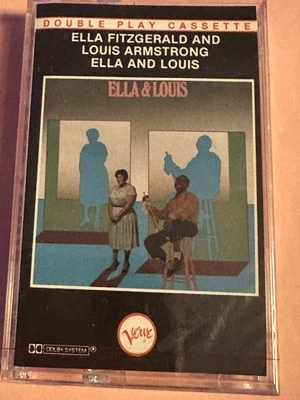 DOUBLE PLAY CASSETTE
ELLA FITZGERALD AND
LOUIS ARMSTRONG
ELLA AND LOUIS
ELLA & LOUIS
DOLBY SYSTEM
Verve